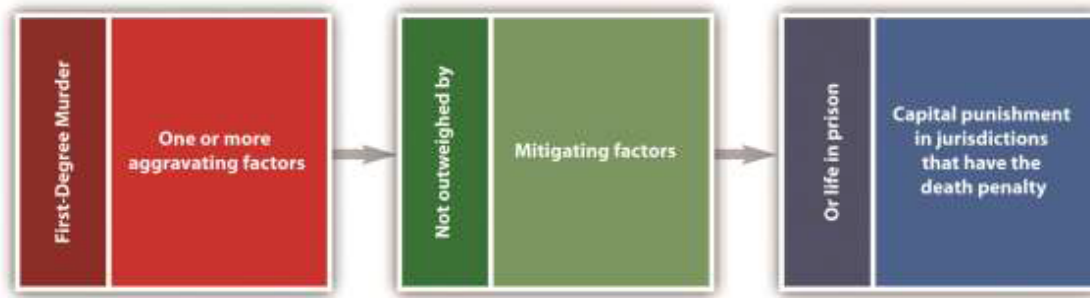 First-Degree Murder
One or more
aggravating factors
Not outweighed by
Mitigating factors
Or life in prison
Capital punishment
in jurisdictions
that have the
death penalty